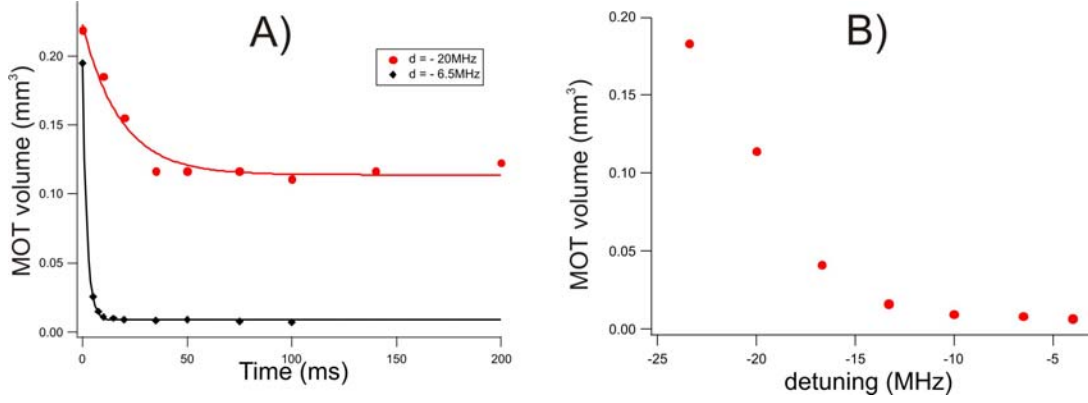 A)
MOT volume (mm³)
0.20
0.15
0.10
0.05
0.00
d = - 20MHz
d = - 6.5MHz
0
50
100
150
200
Time (ms)
B)
MOT volume (mm³)
0.20
0.15
0.10
0.05
0.00
-25
-20
-15
-10
-5
detuning (MHz)